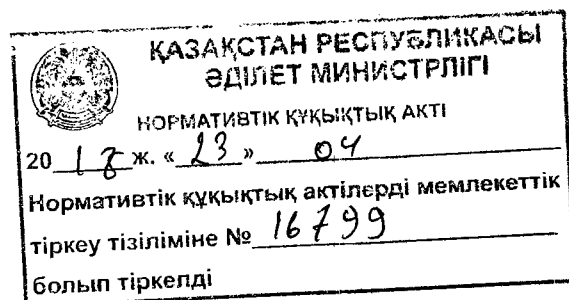 ҚАЗАҚСТАН РЕСПУБЛИКАСЫ
ӘДІЛЕТ МИНИСТРЛІГІ
НОРМАТИВТІК ҚҰҚЫҚТЫҚ АКТІ
20 18 ж. « 23 » 04
Нормативтік құқықтық актілерді мемлекеттік
тіркеу тізіліміне № 16799
болып тіркелді